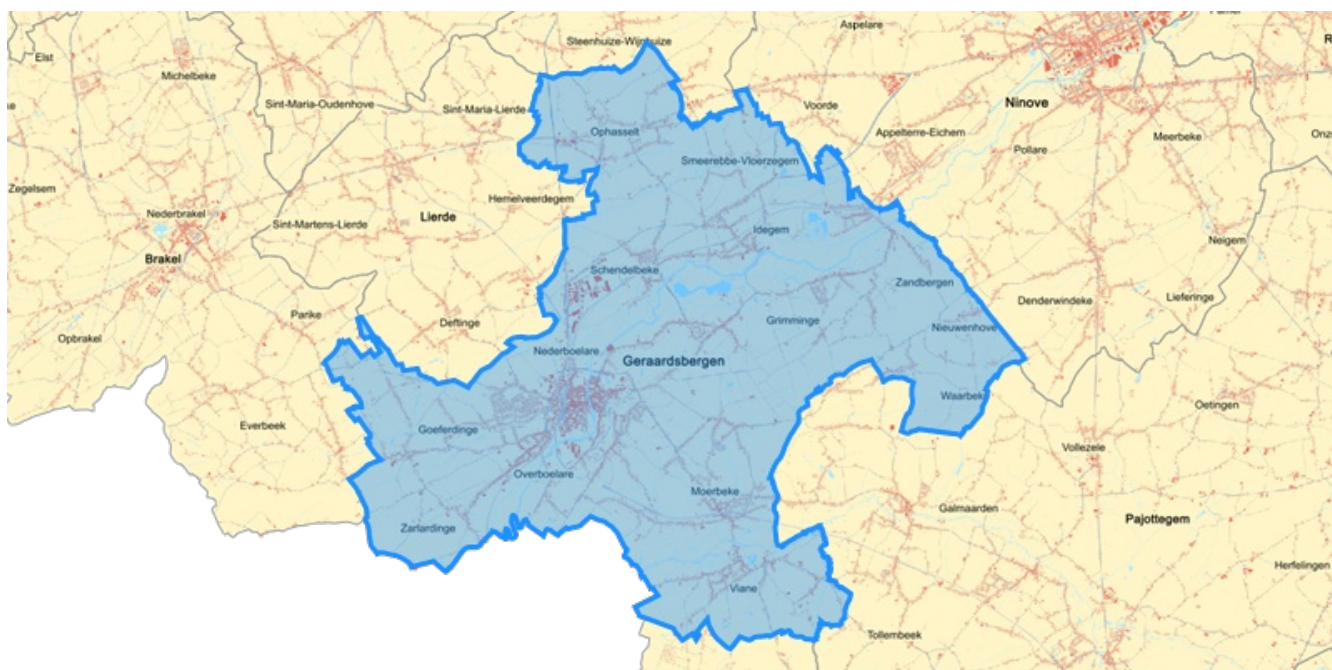 Aspelare
Steenhuize-Wijnhuize
Elst
Michelbeke
Sint-Maria-Oudenhove
Sint-Maria-Lierde
Voorde
Ninove
Ophasselt
Appelterre-Eichem
Meerbeke
Pollare
Smeerebbe-Vloerzegem
Zegelsem
Hemelveerdegem
Nederbrakel
Lierde
Sint-Martens-Lierde
Idegem
Neigem
Brakel
Schendelbeke
Zandbergen
Denderwindeke
Lieferinge
Parike
Deftinge
Grimminge
Nieuwenhove
Opbrakel
Nederboelare
Geraardsbergen
Waarbek
Oetingen
Everbeek
Goeferdinge
Vollezele
Overboelare
Moerbeke
Galmaarden
Pajottegem
Zarlardinge
Herfelingen
Viane
Tollembeek